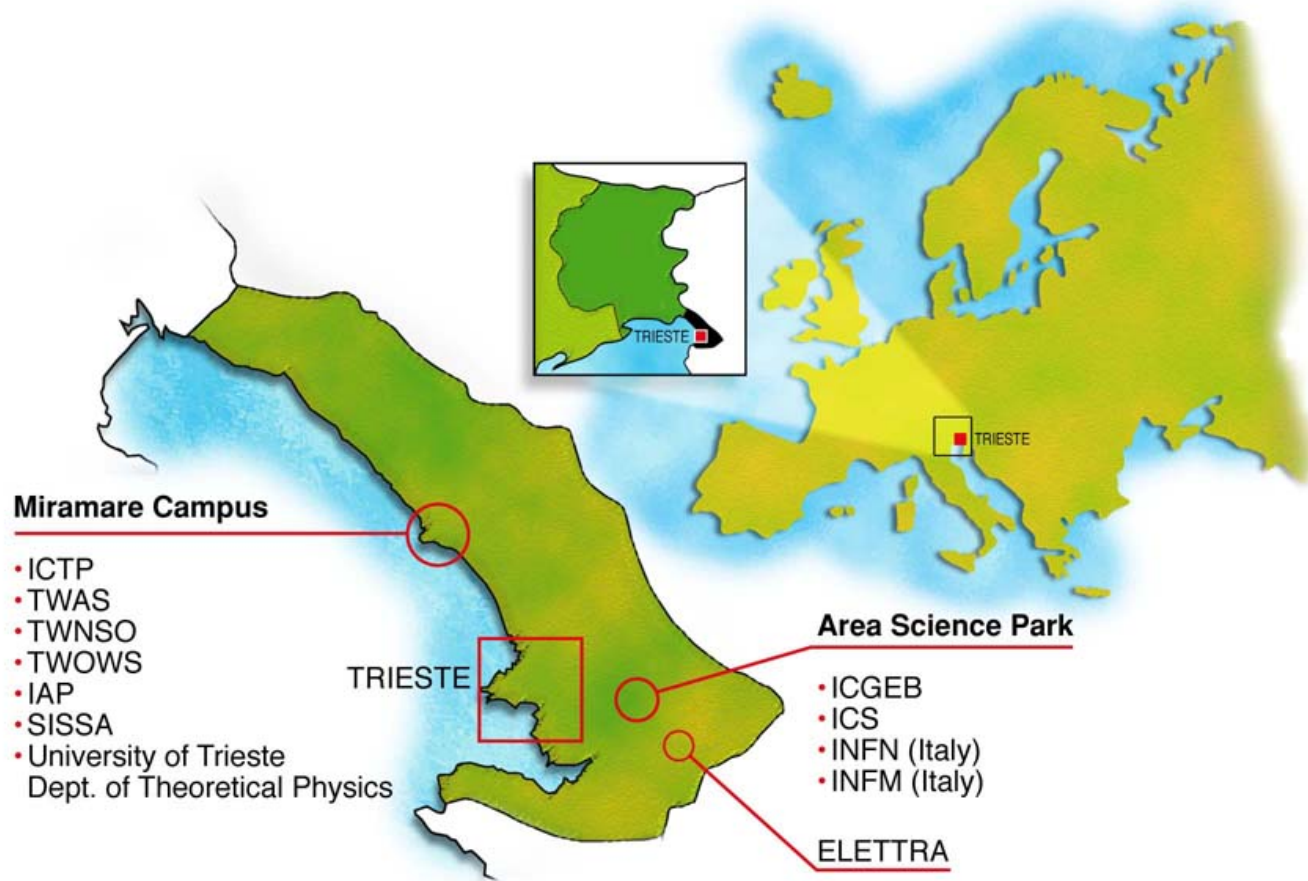 TRIESTE
TRIESTE
Miramare Campus
• ICTP
• TWAS
• TWNSO
• TWOWS
• IAP
• SISSA
• University of Trieste
Dept. of Theoretical Physics
TRIESTE
Area Science Park
• ICGEB
• ICS
• INFN (Italy)
• INFM (Italy)
ELETTRA